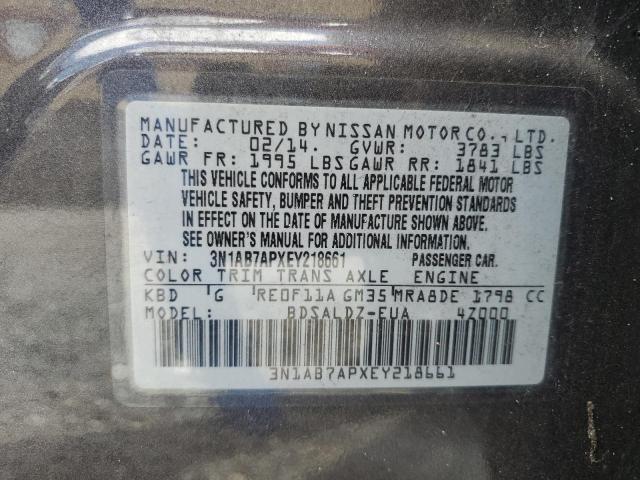 MANUFACTURED BY NISSAN MOTOR CO., LTD.
DATE: 02/14. GVWR: 3783 LBS
GAWR FR: 1995 LBS GAWR RR: 1841 LBS
THIS VEHICLE CONFORMS TO ALL APPLICABLE FEDERAL MOTOR
VEHICLE SAFETY, BUMPER AND THEFT PREVENTION STANDARDS
IN EFFECT ON THE DATE OF MANUFACTURE SHOWN ABOVE.
SEE OWNER'S MANUAL FOR ADDITIONAL INFORMATION.
VIN: 3N1AB7APXEY218661 PASSENGER CAR.
COLOR TRIM TRANS AXLE ENGINE
KBD G RE0F11A GM35 MRA8DE 1798 CC
MODEL: BDSALDZ-EUA 4Z000
3N1AB7APXEY218661